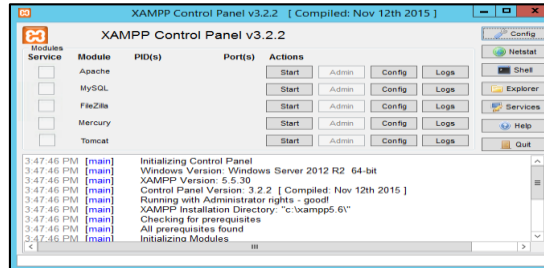 XAMPP Control Panel v3.2.2 [ Compiled: Nov 12th 2015 ]
XAMPP Control Panel v3.2.2
Config
Modules
Service Module PID(s) Port(s) Actions
Netstat
Apache Start Admin Config Logs
Shell
MySQL Start Admin Config Logs
Explorer
FileZilla Start Admin Config Logs
Services
Mercury Start Admin Config Logs
Help
Tomcat Start Admin Config Logs
Quit
3:47:46 PM [main] Initializing Control Panel
3:47:46 PM [main] Windows Version: Windows Server 2012 R2 64-bit
3:47:46 PM [main] XAMPP Version: 5.5.30
3:47:46 PM [main] Control Panel Version: 3.2.2 [ Compiled: Nov 12th 2015 ]
3:47:46 PM [main] Running with Administrator rights - good!
3:47:46 PM [main] XAMPP Installation Directory: "c:\xampp5.6\"
3:47:46 PM [main] Checking for prerequisites
3:47:46 PM [main] All prerequisites found
3:47:46 PM [main] Initializing Modules